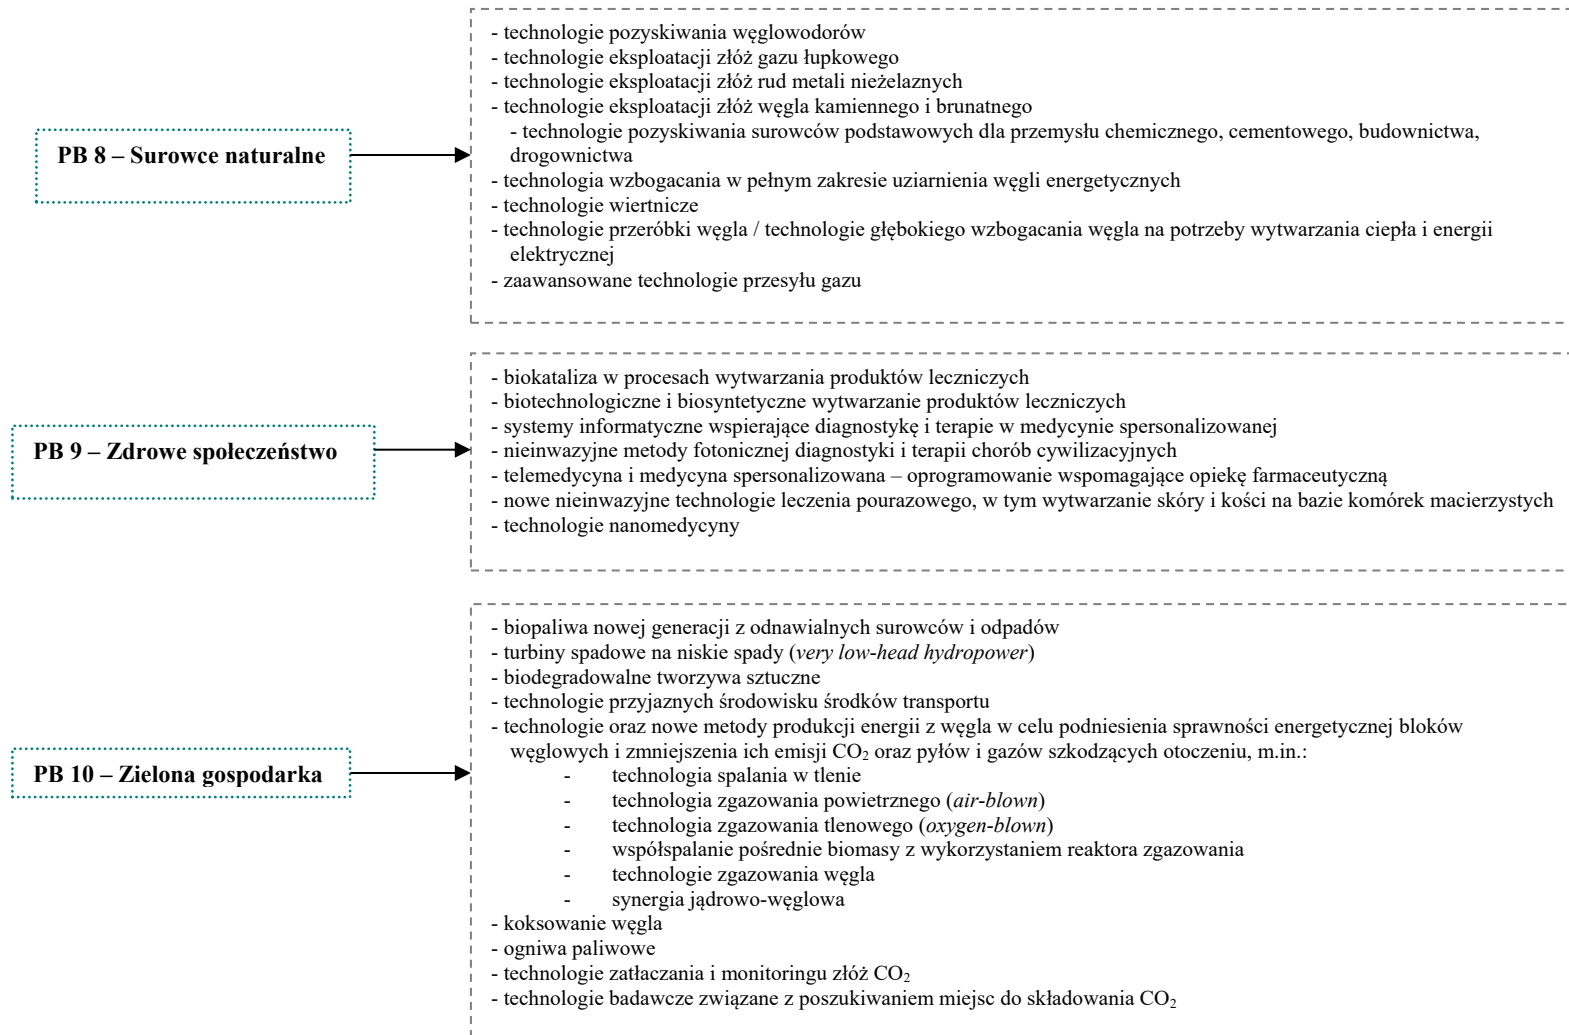 PB 8 – Surowce naturalne
- technologie pozyskiwania węglowodorów
- technologie eksploatacji złóż gazu łupkowego
- technologie eksploatacji złóż rud metali nieżelaznych
- technologie eksploatacji złóż węgla kamiennego i brunatnego
- technologie pozyskiwania surowców podstawowych dla przemysłu chemicznego, cementowego, budownictwa,
drogownictwa
- technologia wzbogacania w pełnym zakresie uziarnienia węgli energetycznych
- technologie wiertnicze
- technologie przeróbki węgla / technologie głębokiego wzbogacania węgla na potrzeby wytwarzania ciepła i energii
elektrycznej
- zaawansowane technologie przesyłu gazu
PB 9 – Zdrowe społeczeństwo
- biokataliza w procesach wytwarzania produktów leczniczych
- biotechnologiczne i biosyntetyczne wytwarzanie produktów leczniczych
- systemy informatyczne wspierające diagnostykę i terapie w medycynie spersonalizowanej
- nieinwazyjne metody fotonicznej diagnostyki i terapii chorób cywilizacyjnych
- telemedycyna i medycyna spersonalizowana – oprogramowanie wspomagające opiekę farmaceutyczną
- nowe nieinwazyjne technologie leczenia pourazowego, w tym wytwarzanie skóry i kości na bazie komórek macierzystych
- technologie nanomedycyny
PB 10 – Zielona gospodarka
- biopaliwa nowej generacji z odnawialnych surowców i odpadów
- turbiny spadowe na niskie spady (very low-head hydropower)
- biodegradowalne tworzywa sztuczne
- technologie przyjaznych środowisku środków transportu
- technologie oraz nowe metody produkcji energii z węgla w celu podniesienia sprawności energetycznej bloków
węglowych i zmniejszenia ich emisji CO₂ oraz pyłów i gazów szkodzących otoczeniu, m.in.:
- technologia spalania w tlenie
- technologia zgazowania powietrznego (air-blown)
- technologia zgazowania tlenowego (oxygen-blown)
- współspalanie pośrednie biomasy z wykorzystaniem reaktora zgazowania
- technologie zgazowania węgla
- synergia jądrowo-węglowa
- koksowanie węgla
- ogniwa paliwowe
- technologie zatłaczania i monitoringu złóż CO₂
- technologie badawcze związane z poszukiwaniem miejsc do składowania CO₂